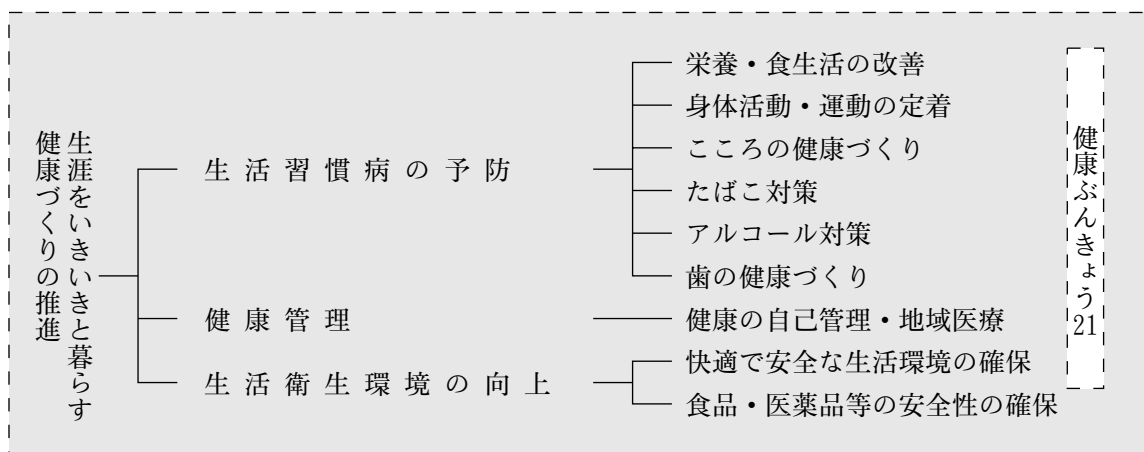 生涯をいきいきと暮らす
健康づくりの推進
生活習慣病の予防
栄養・食生活の改善
身体活動・運動の定着
こころの健康づくり
たばこ対策
アルコール対策
歯の健康づくり
健康管理
健康の自己管理・地域医療
生活衛生環境の向上
快適で安全な生活環境の確保
食品・医薬品等の安全性の確保
健康ぶんきょう21